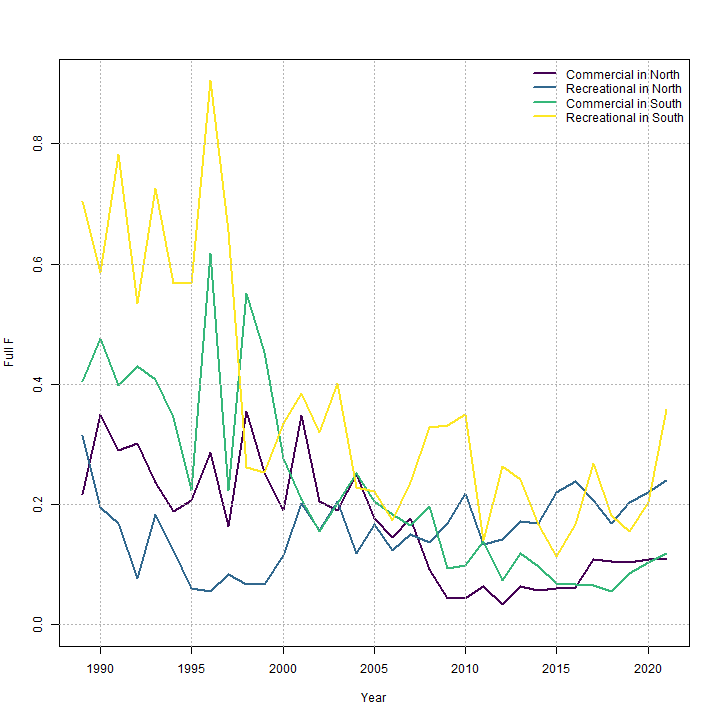 Commercial in North
Recreational in North
Commercial in South
Recreational in South
0.8
0.6
0.4
0.2
0.0
Full F
1990 1995 2000 2005 2010 2015 2020
Year